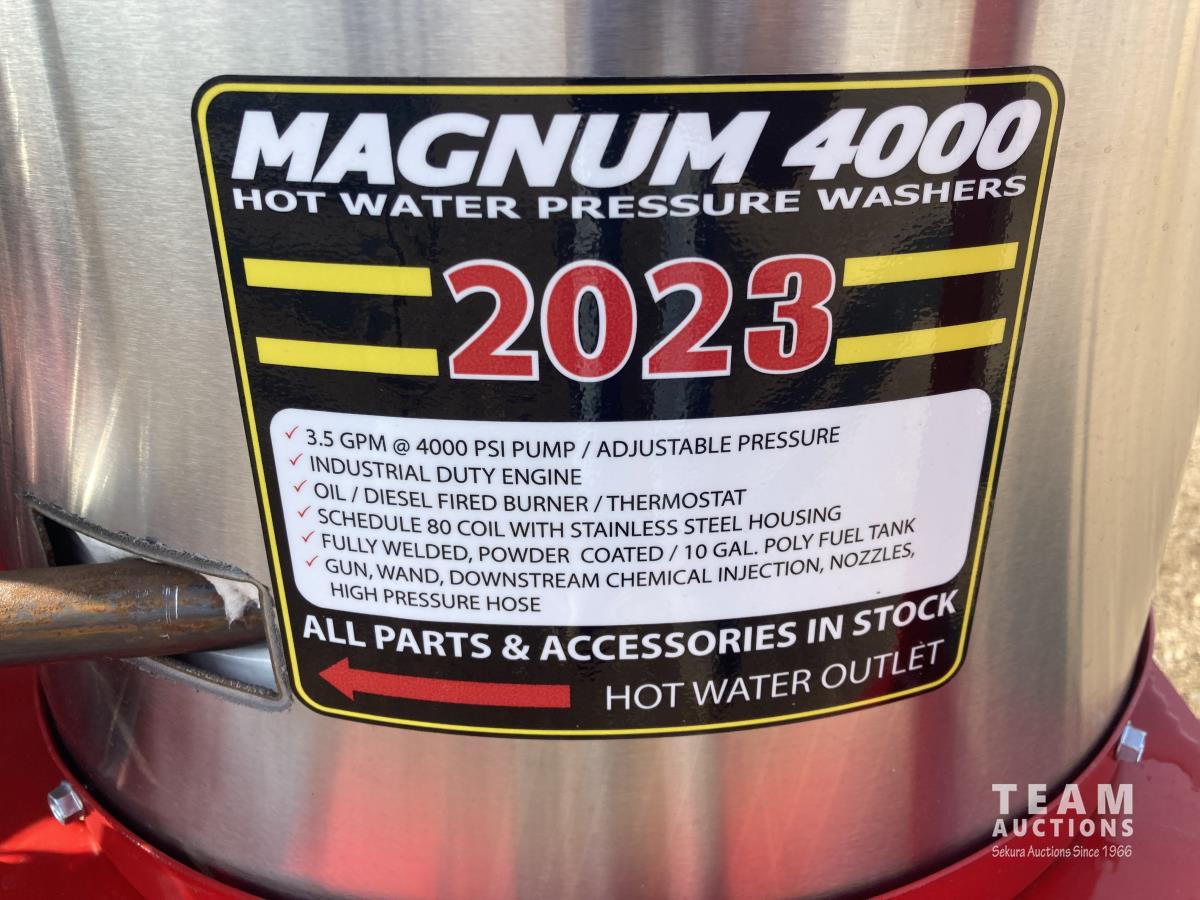 MAGNUM 4000
HOT WATER PRESSURE WASHERS
2023
✓ 3.5 GPM @ 4000 PSI PUMP / ADJUSTABLE PRESSURE
✓ INDUSTRIAL DUTY ENGINE
✓ OIL / DIESEL FIRED BURNER / THERMOSTAT
✓ SCHEDULE 80 COIL WITH STAINLESS STEEL HOUSING
✓ FULLY WELDED, POWDER COATED / 10 GAL. POLY FUEL TANK
✓ GUN, WAND, DOWNSTREAM CHEMICAL INJECTION, NOZZLES,
HIGH PRESSURE HOSE
ALL PARTS & ACCESSORIES IN STOCK
HOT WATER OUTLET
TEAM
AUCTIONS
Sekura Auctions Since 1966